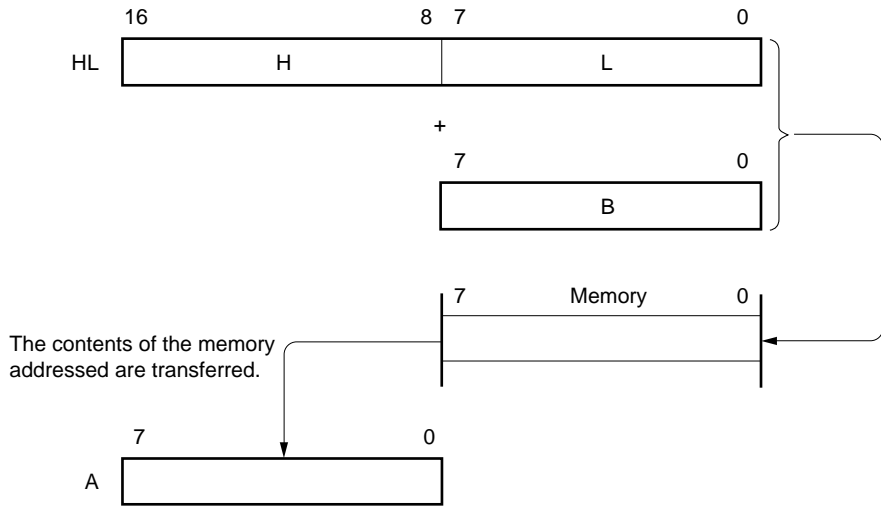 16 8 7 0
HL H L
+
7 0
B
7 Memory 0
The contents of the memory
addressed are transferred.
7 0
A